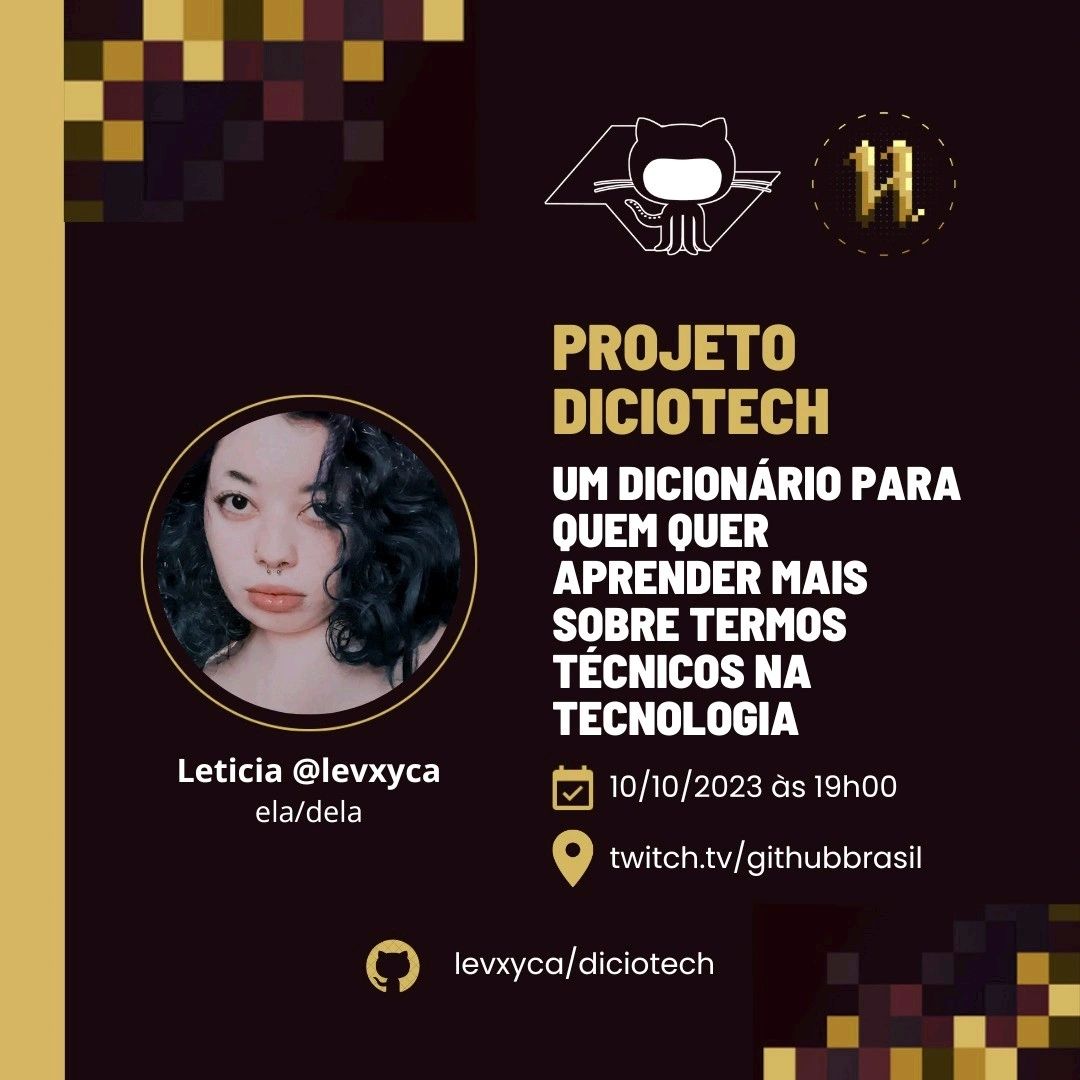 PROJETO
DICIOTECH
UM DICIONÁRIO PARA
QUEM QUER
APRENDER MAIS
SOBRE TERMOS
TÉCNICOS NA
TECNOLOGIA
Leticia @levxyca
ela/dela
10/10/2023 às 19h00
twitch.tv/githubbrasil
levxyca/diciotech